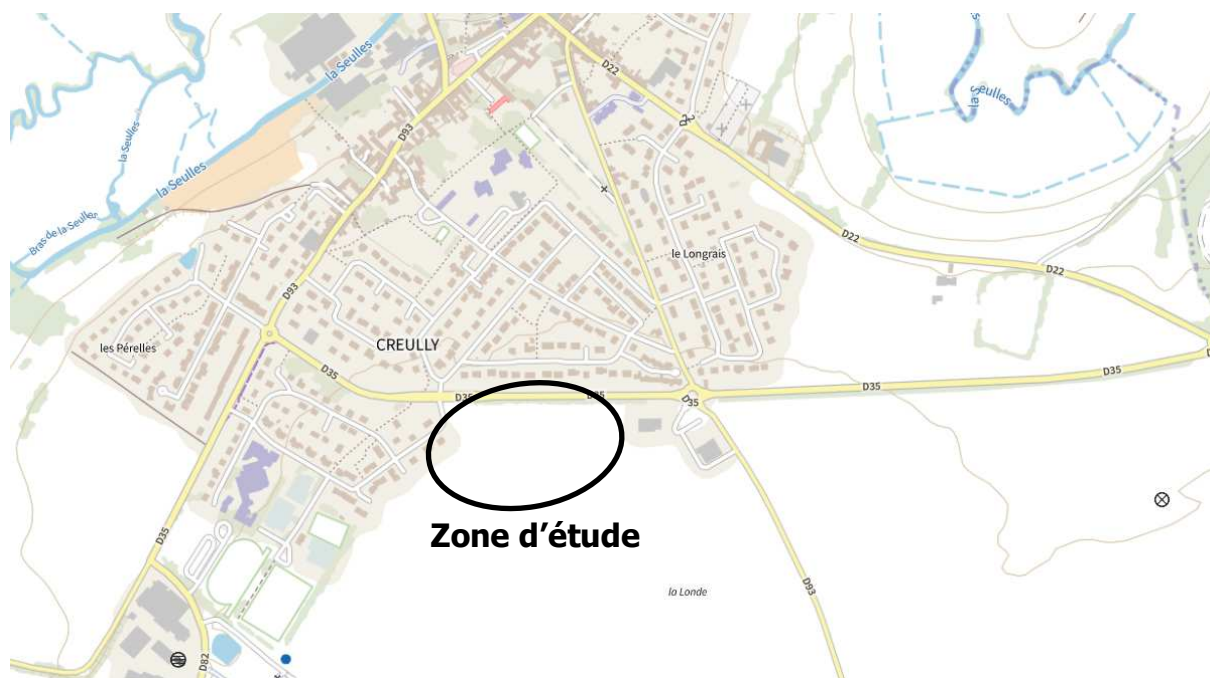 la Seulles
D22
la Seulles
la Seulles
D93
la Seulles
Bras de la Seulles
D22
le Longrais
D22
D93
les Pérelles
CREULLY
D35
D35
D35
D35
D35
D35
D35
Zone d'étude
D35
la Londe
D93
D82